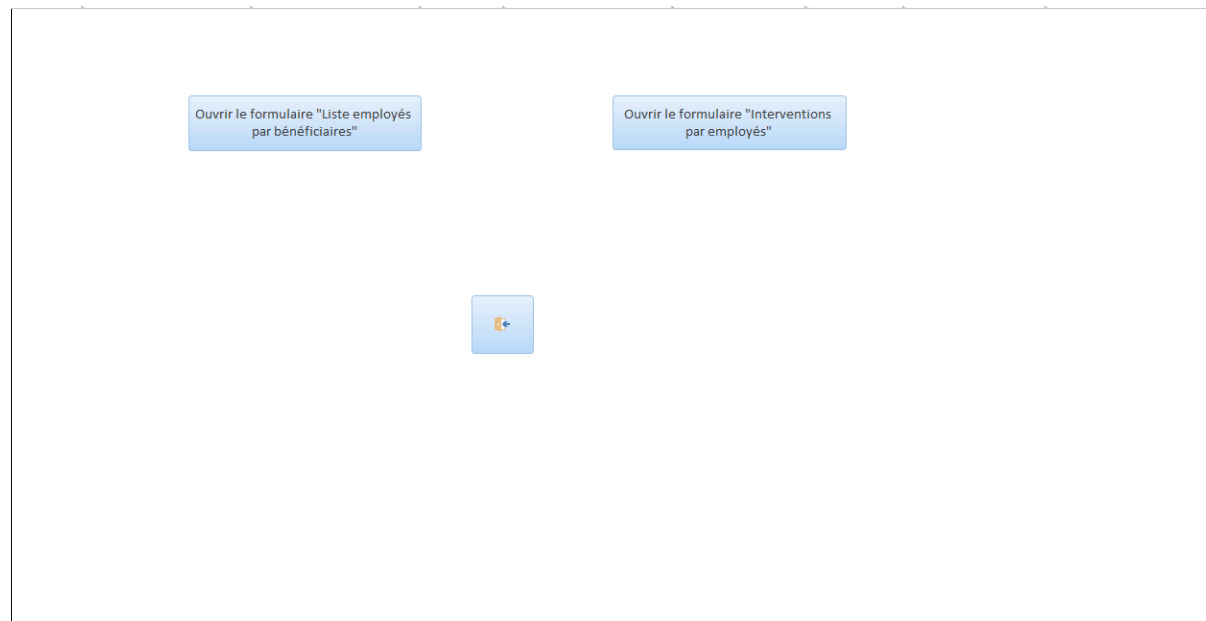 Ouvrir le formulaire "Liste employés
par bénéficiaires"
Ouvrir le formulaire "Interventions
par employés"